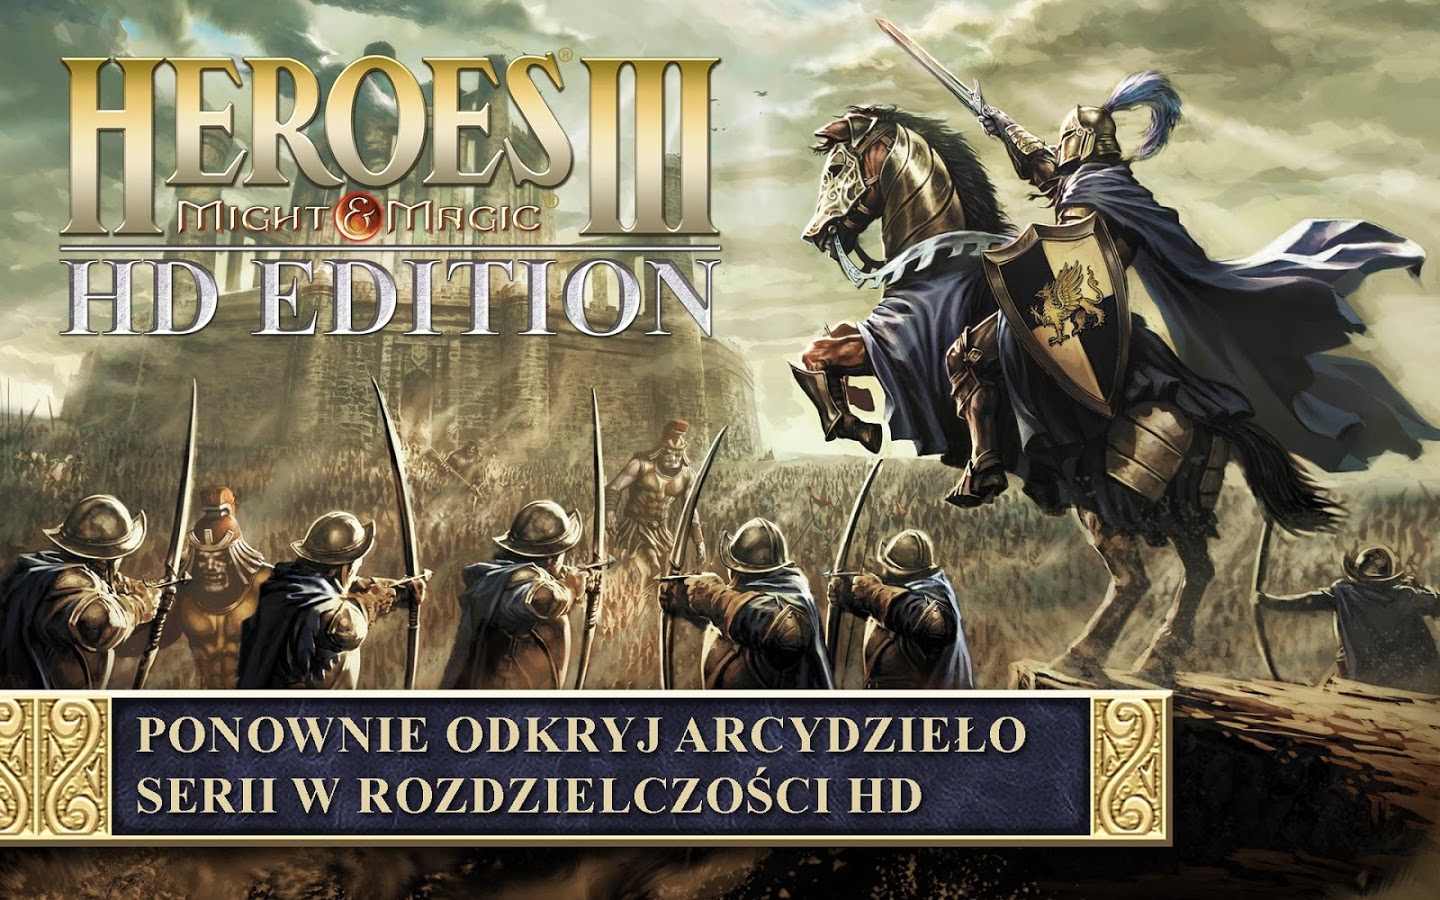 HEROES III®
MIGHT & MAGIC®
HD EDITION
PONOWNIE ODKRYJ ARCYDZIEŁO
SERII W ROZDZIELCZOŚCI HD